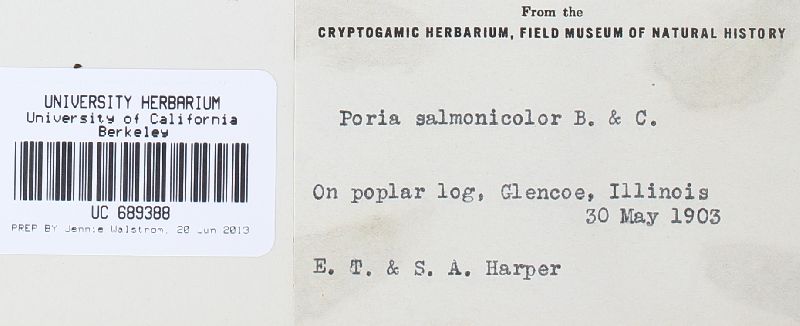 UNIVERSITY HERBARIUM
University of California
Berkeley
UC 689388
PREP BY Jennie Walstrom, 20 Jun 2013
From the
CRYPTOGAMIC HERBARIUM, FIELD MUSEUM OF NATURAL HISTORY
Poria salmonicolor B. & C.
On poplar log, Glencoe, Illinois
30 May 1903
E. T. & S. A. Harper